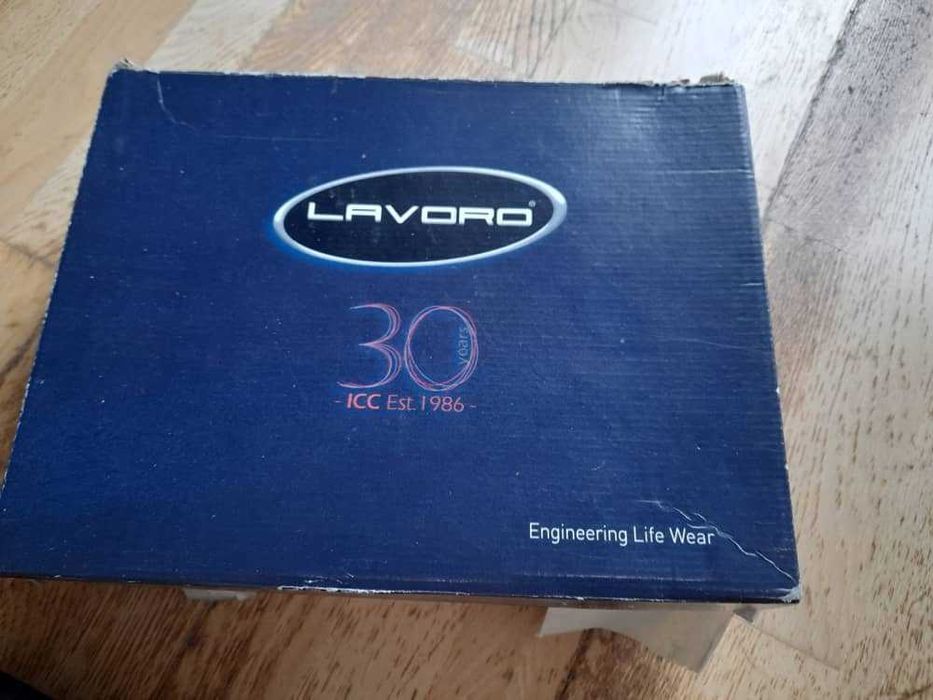 LAVORO®
30 years
- ICC Est. 1986 -
Engineering Life Wear